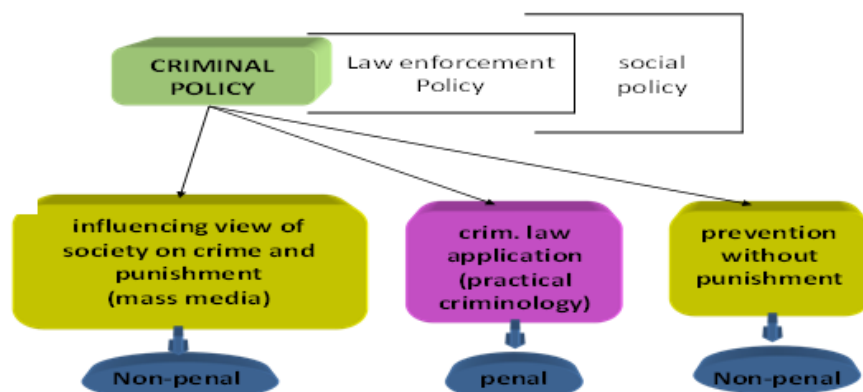 CRIMINAL
POLICY
Law enforcement
Policy
social
policy
influencing view of
society on crime and
punishment
(mass media)
crim. law
application
(practical
criminology)
prevention
without
punishment
Non-penal
penal
Non-penal